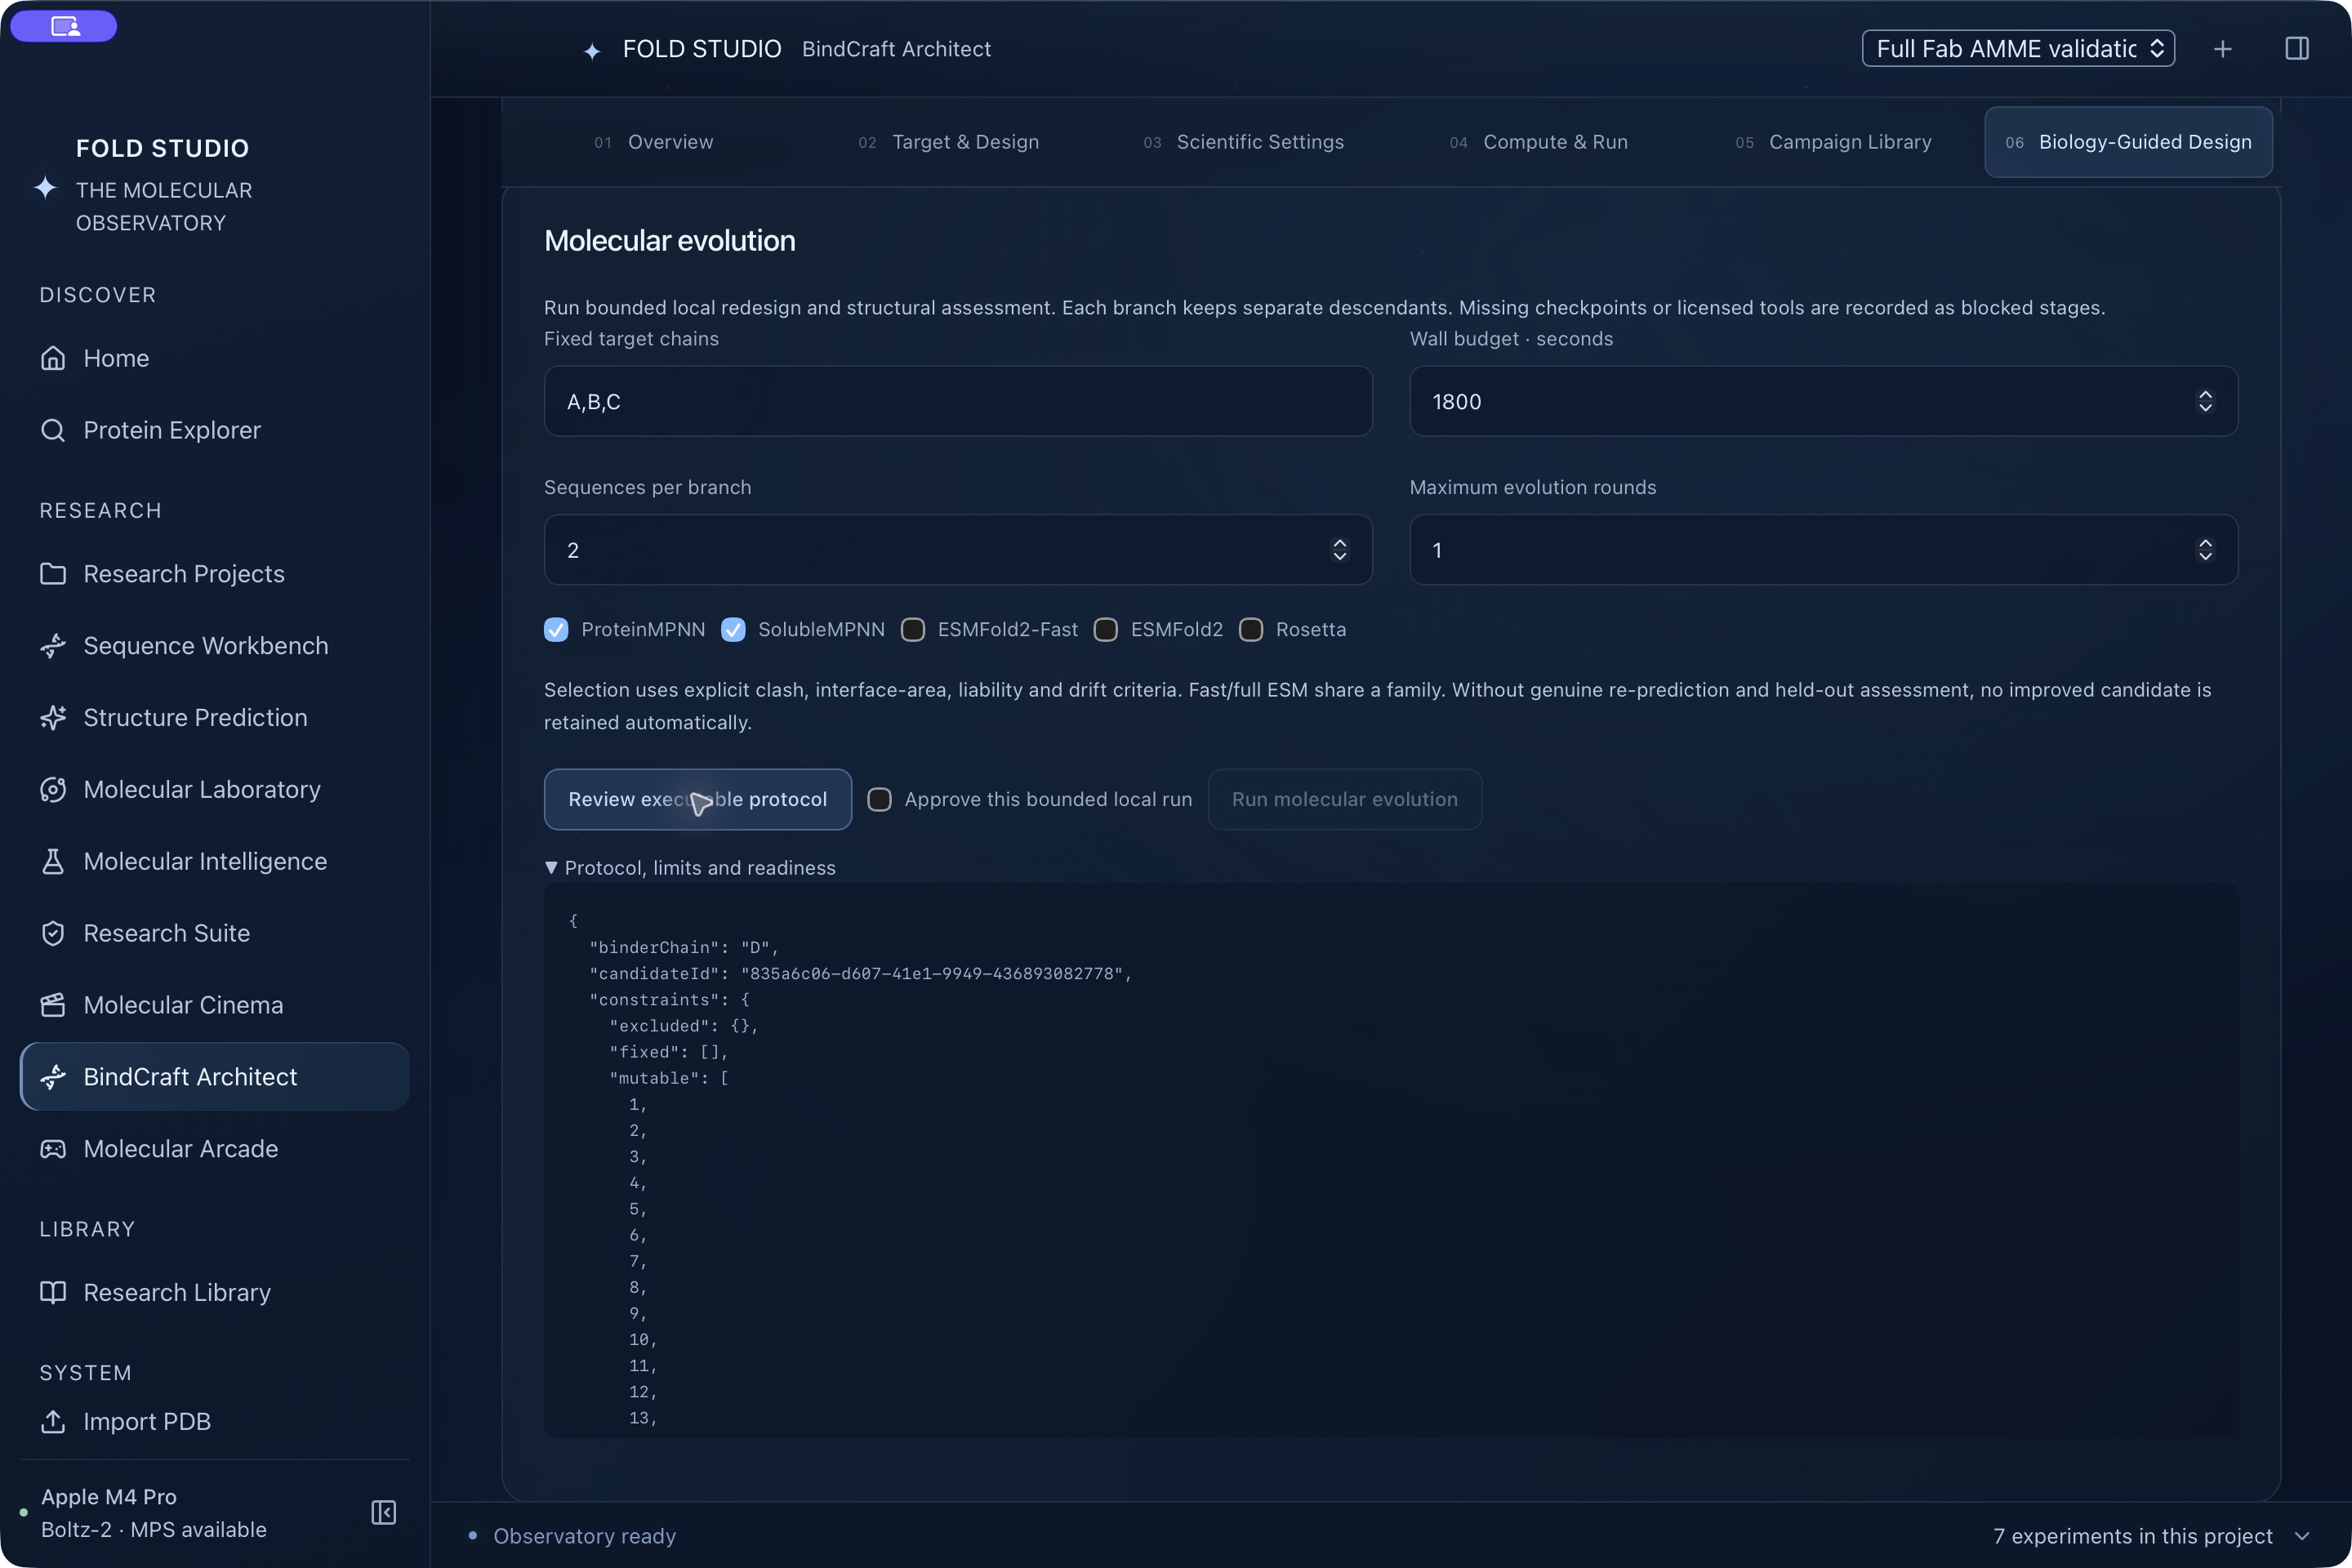 FOLD STUDIO
THE MOLECULAR
OBSERVATORY
DISCOVER
Home
Protein Explorer
RESEARCH
Research Projects
Sequence Workbench
Structure Prediction
Molecular Laboratory
Molecular Intelligence
Research Suite
Molecular Cinema
BindCraft Architect
Molecular Arcade
LIBRARY
Research Library
SYSTEM
Import PDB
Apple M4 Pro
Boltz-2 · MPS available
FOLD STUDIO BindCraft Architect
Full Fab AMME validatic
01 Overview
02 Target & Design
03 Scientific Settings
04 Compute & Run
05 Campaign Library
06 Biology-Guided Design
Molecular evolution
Run bounded local redesign and structural assessment. Each branch keeps separate descendants. Missing checkpoints or licensed tools are recorded as blocked stages.
Fixed target chains
A,B,C
Wall budget · seconds
1800
Sequences per branch
2
Maximum evolution rounds
1
ProteinMPNN SolubleMPNN ESMFold2-Fast ESMFold2 Rosetta
Selection uses explicit clash, interface-area, liability and drift criteria. Fast/full ESM share a family. Without genuine re-prediction and held-out assessment, no improved candidate is
retained automatically.
Review executable protocol
Approve this bounded local run
Run molecular evolution
▼ Protocol, limits and readiness
{
"binderChain": "D",
"candidateId": "835a6c06-d607-41e1-9949-436893082778",
"constraints": {
"excluded": {},
"fixed": [],
"mutable": [
1,
2,
3,
4,
5,
6,
7,
8,
9,
10,
11,
12,
13,
Observatory ready
7 experiments in this project